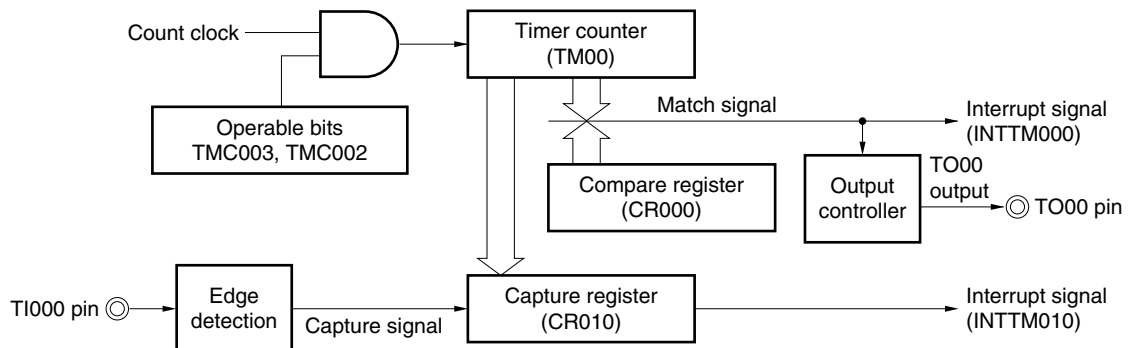 Count clock
Timer counter
(TM00)
Operable bits
TMC003, TMC002
Match signal
Interrupt signal
(INTTM000)
Compare register
(CR000)
Output
controller
TO00
output
TO00 pin
TI000 pin
Edge
detection
Capture signal
Capture register
(CR010)
Interrupt signal
(INTTM010)